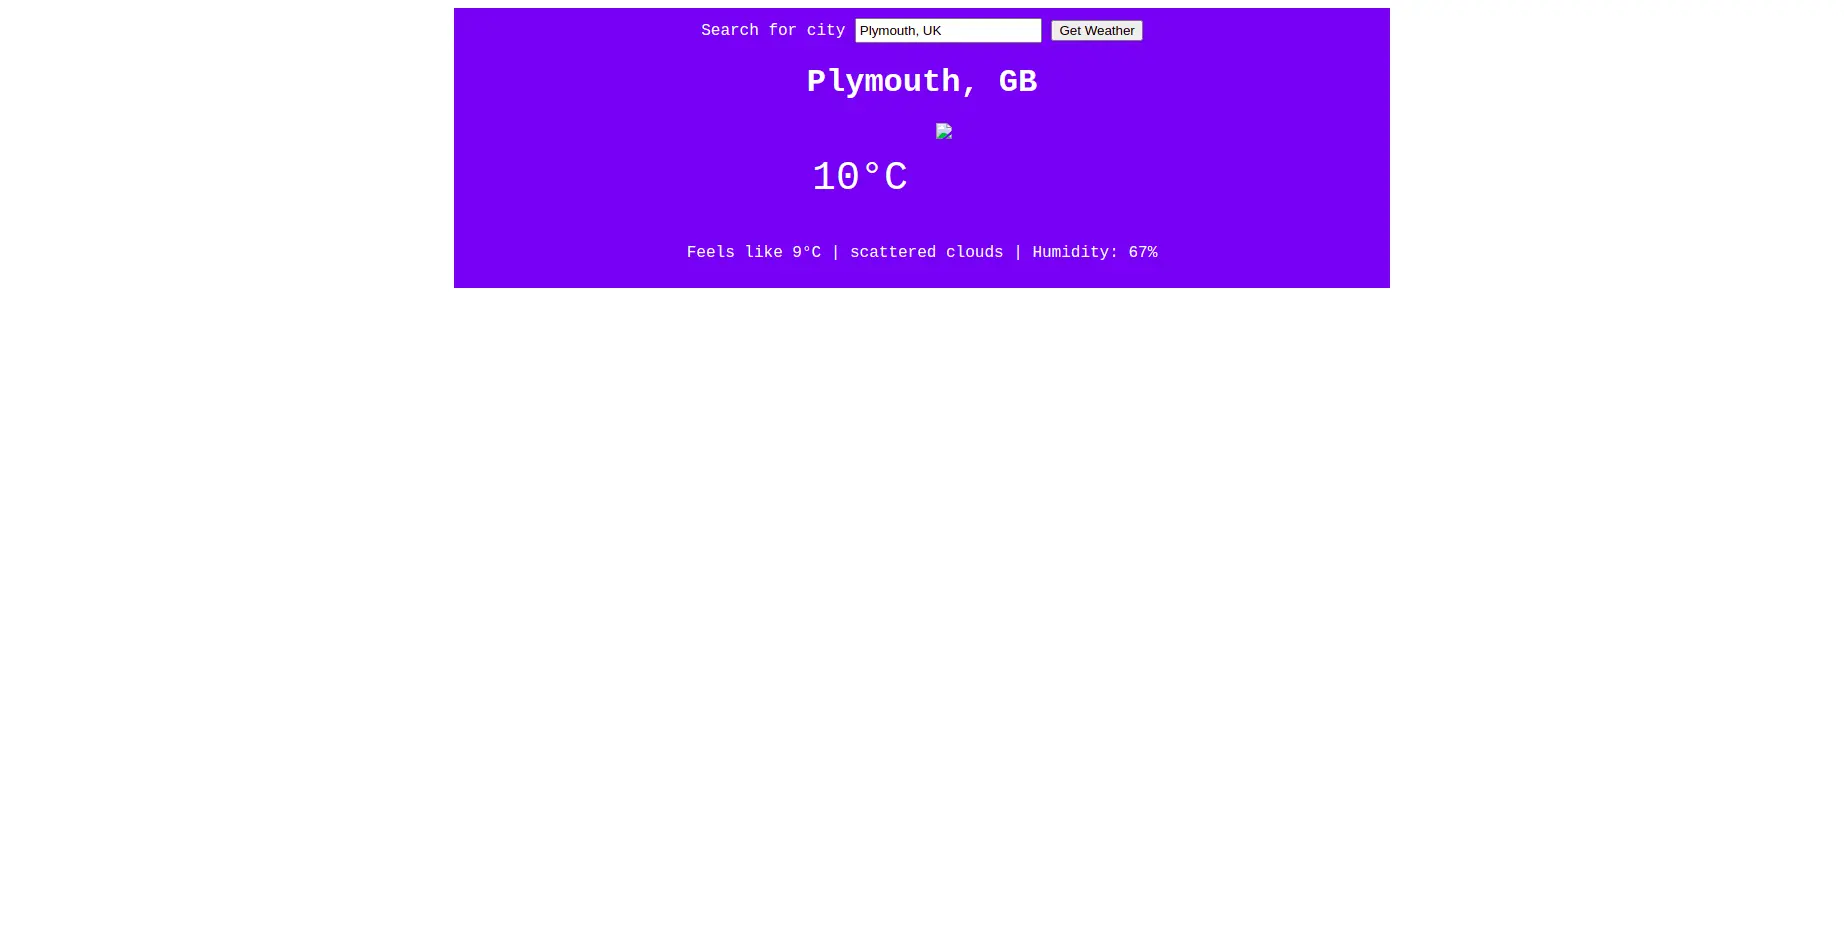 Search for city Plymouth, UK Get Weather
Plymouth, GB
10°C
Feels like 9°C | scattered clouds | Humidity: 67%